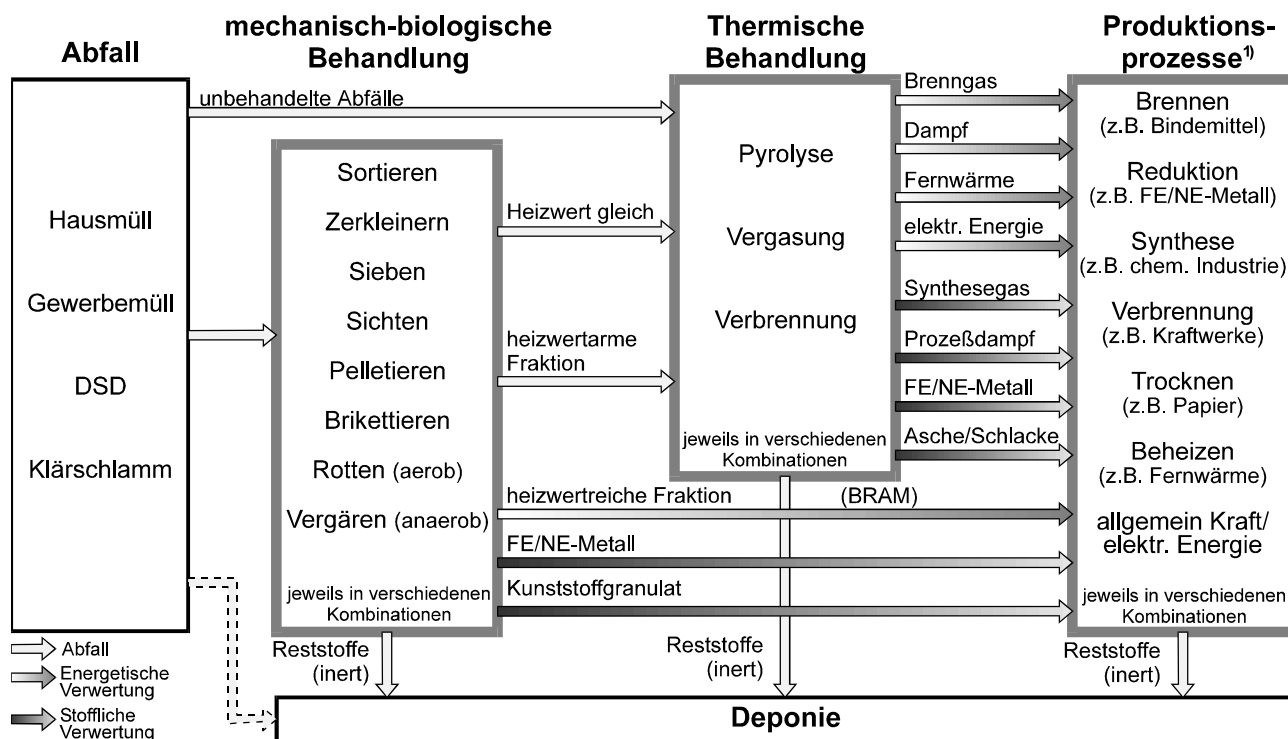 Abfall
mechanisch-biologische
Behandlung
Thermische
Behandlung
Produktions-
prozesse¹⁾
Hausmüll
Gewerbemüll
DSD
Klärschlamm
unbehandelte Abfälle
Sortieren
Zerkleinern
Sieben
Sichten
Pelletieren
Brikettieren
Rotten (aerob)
Vergären (anaerob)
jeweils in verschiedenen
Kombinationen
Heizwert gleich
heizwertarme
Fraktion
Pyrolyse
Vergasung
Verbrennung
jeweils in verschiedenen
Kombinationen
Brenngas
Dampf
Fernwärme
elektr. Energie
Synthesegas
Prozeßdampf
FE/NE-Metall
Asche/Schlacke
heizwertreiche Fraktion (BRAM)
FE/NE-Metall
Kunststoffgranulat
Brennen
(z.B. Bindemittel)
Reduktion
(z.B. FE/NE-Metall)
Synthese
(z.B. chem. Industrie)
Verbrennung
(z.B. Kraftwerke)
Trocknen
(z.B. Papier)
Beheizen
(z.B. Fernwärme)
allgemein Kraft/
elektr. Energie
jeweils in verschiedenen
Kombinationen
Reststoffe
(inert)
Reststoffe
(inert)
Reststoffe
(inert)
Abfall
Energetische
Verwertung
Stoffliche
Verwertung
Deponie